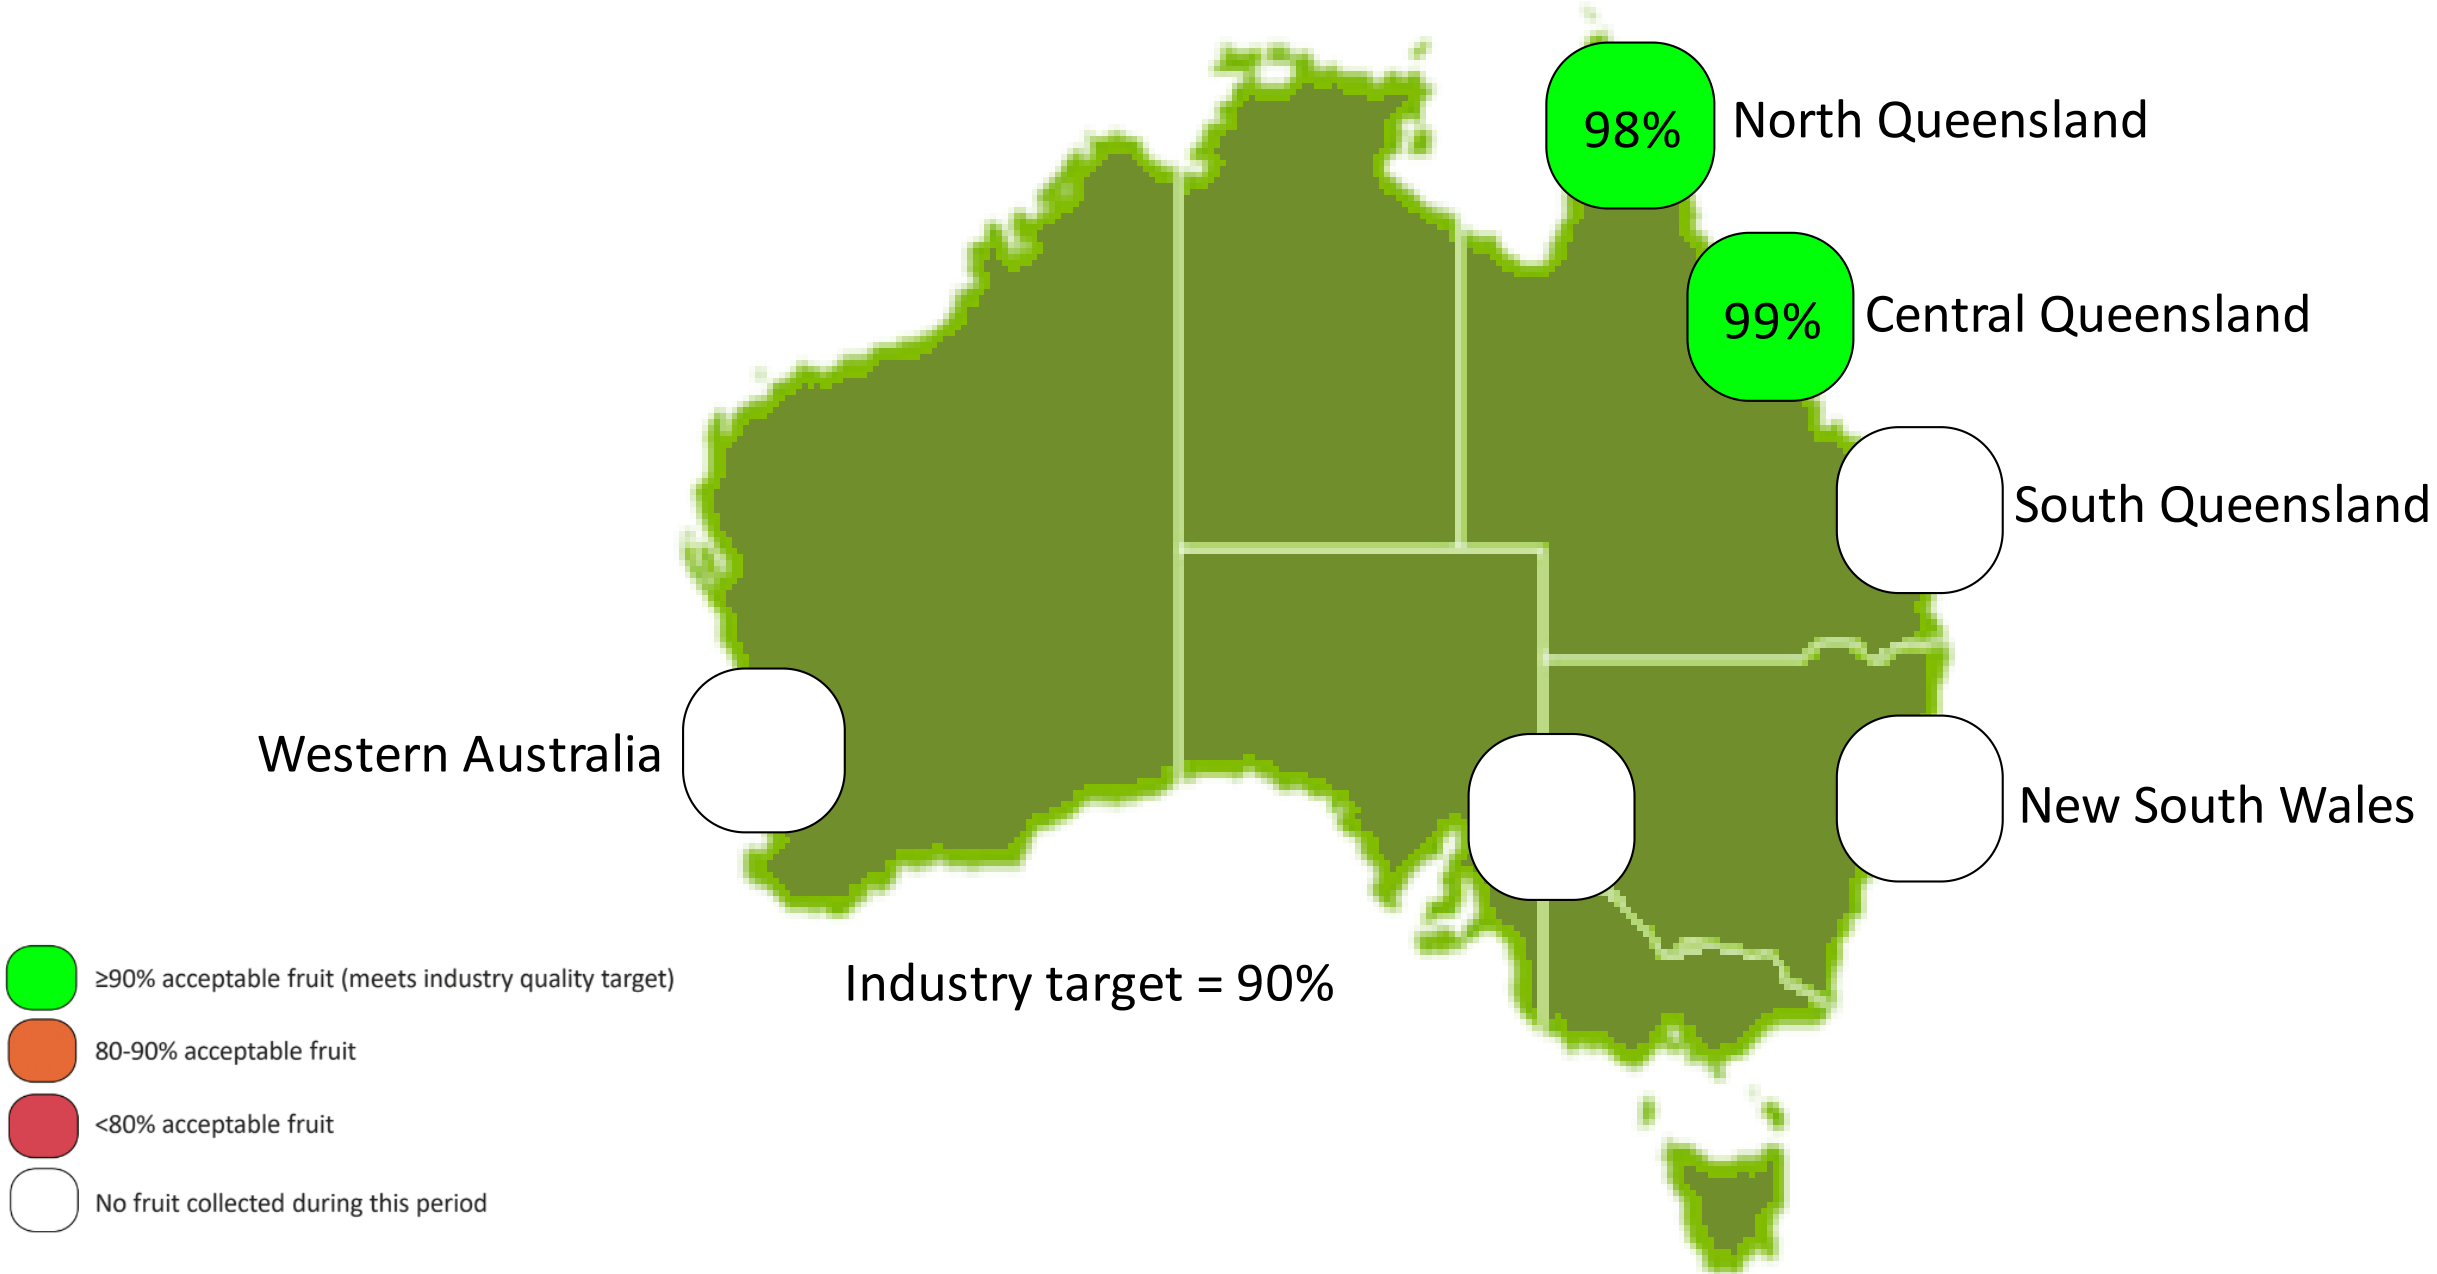 98%
North Queensland
99%
Central Queensland
South Queensland
Western Australia
New South Wales
Industry target = 90%
≥90% acceptable fruit (meets industry quality target)
80-90% acceptable fruit
<80% acceptable fruit
No fruit collected during this period